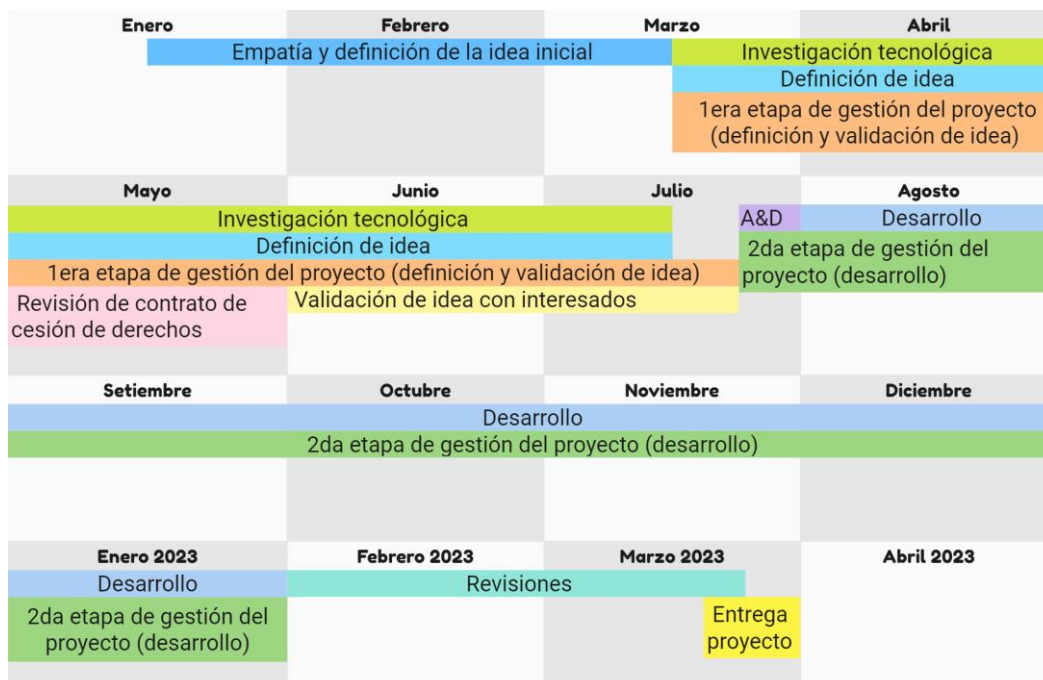 Enero Febrero Marzo Abril
Empatía y definición de la idea inicial Investigación tecnológica
Definición de idea
1era etapa de gestión del proyecto
(definición y validación de idea)
Mayo Junio Julio Agosto
Investigación tecnológica A&D Desarrollo
Definición de idea
2da etapa de gestión del
proyecto (desarrollo)
1era etapa de gestión del proyecto (definición y validación de idea)
Revisión de contrato de
cesión de derechos
Validación de idea con interesados
Setiembre Octubre Noviembre Diciembre
Desarrollo
2da etapa de gestión del proyecto (desarrollo)
Enero 2023 Febrero 2023 Marzo 2023 Abril 2023
Desarrollo Revisiones
2da etapa de gestión del
proyecto (desarrollo)
Entrega
proyecto